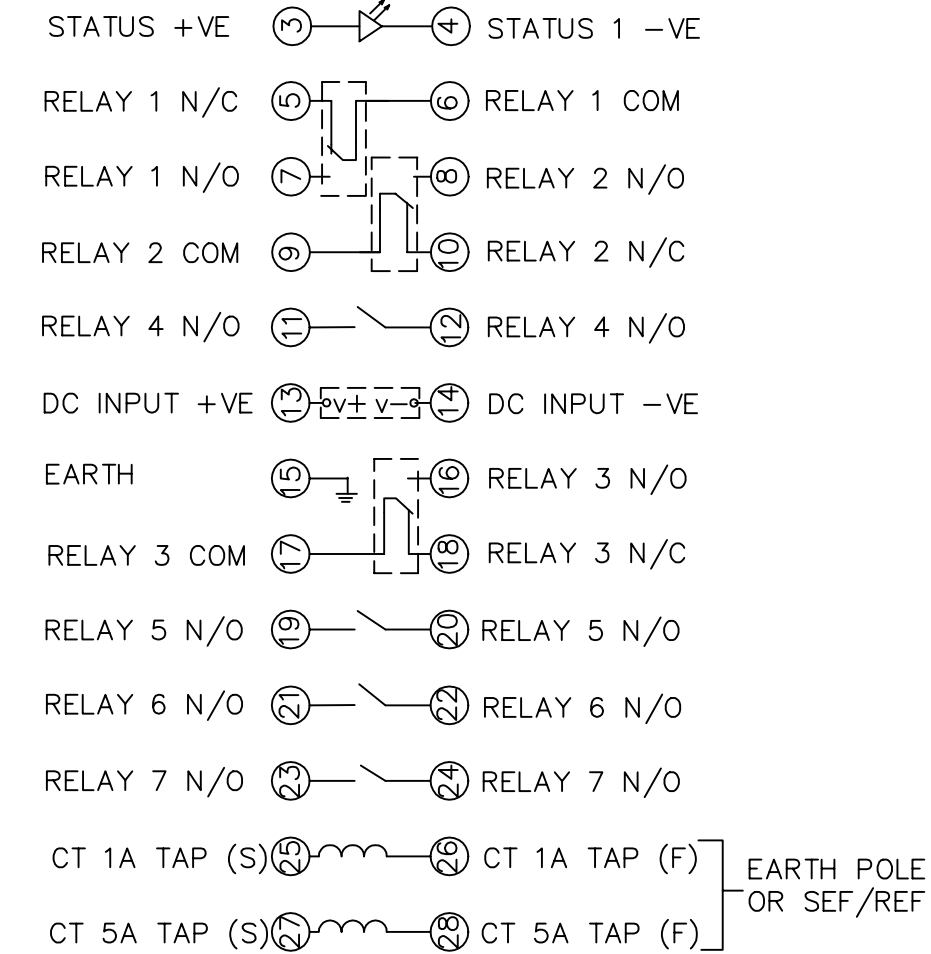 STATUS +VE 3 4 STATUS 1 −VE
RELAY 1 N/C 5 6 RELAY 1 COM
RELAY 1 N/O 7 8 RELAY 2 N/O
RELAY 2 COM 9 10 RELAY 2 N/C
RELAY 4 N/O 11 12 RELAY 4 N/O
DC INPUT +VE 13 V+ V− 14 DC INPUT −VE
EARTH 15 16 RELAY 3 N/O
RELAY 3 COM 17 18 RELAY 3 N/C
RELAY 5 N/O 19 20 RELAY 5 N/O
RELAY 6 N/O 21 22 RELAY 6 N/O
RELAY 7 N/O 23 24 RELAY 7 N/O
CT 1A TAP (S) 25 26 CT 1A TAP (F)
EARTH POLE
OR SEF/REF
CT 5A TAP (S) 27 28 CT 5A TAP (F)